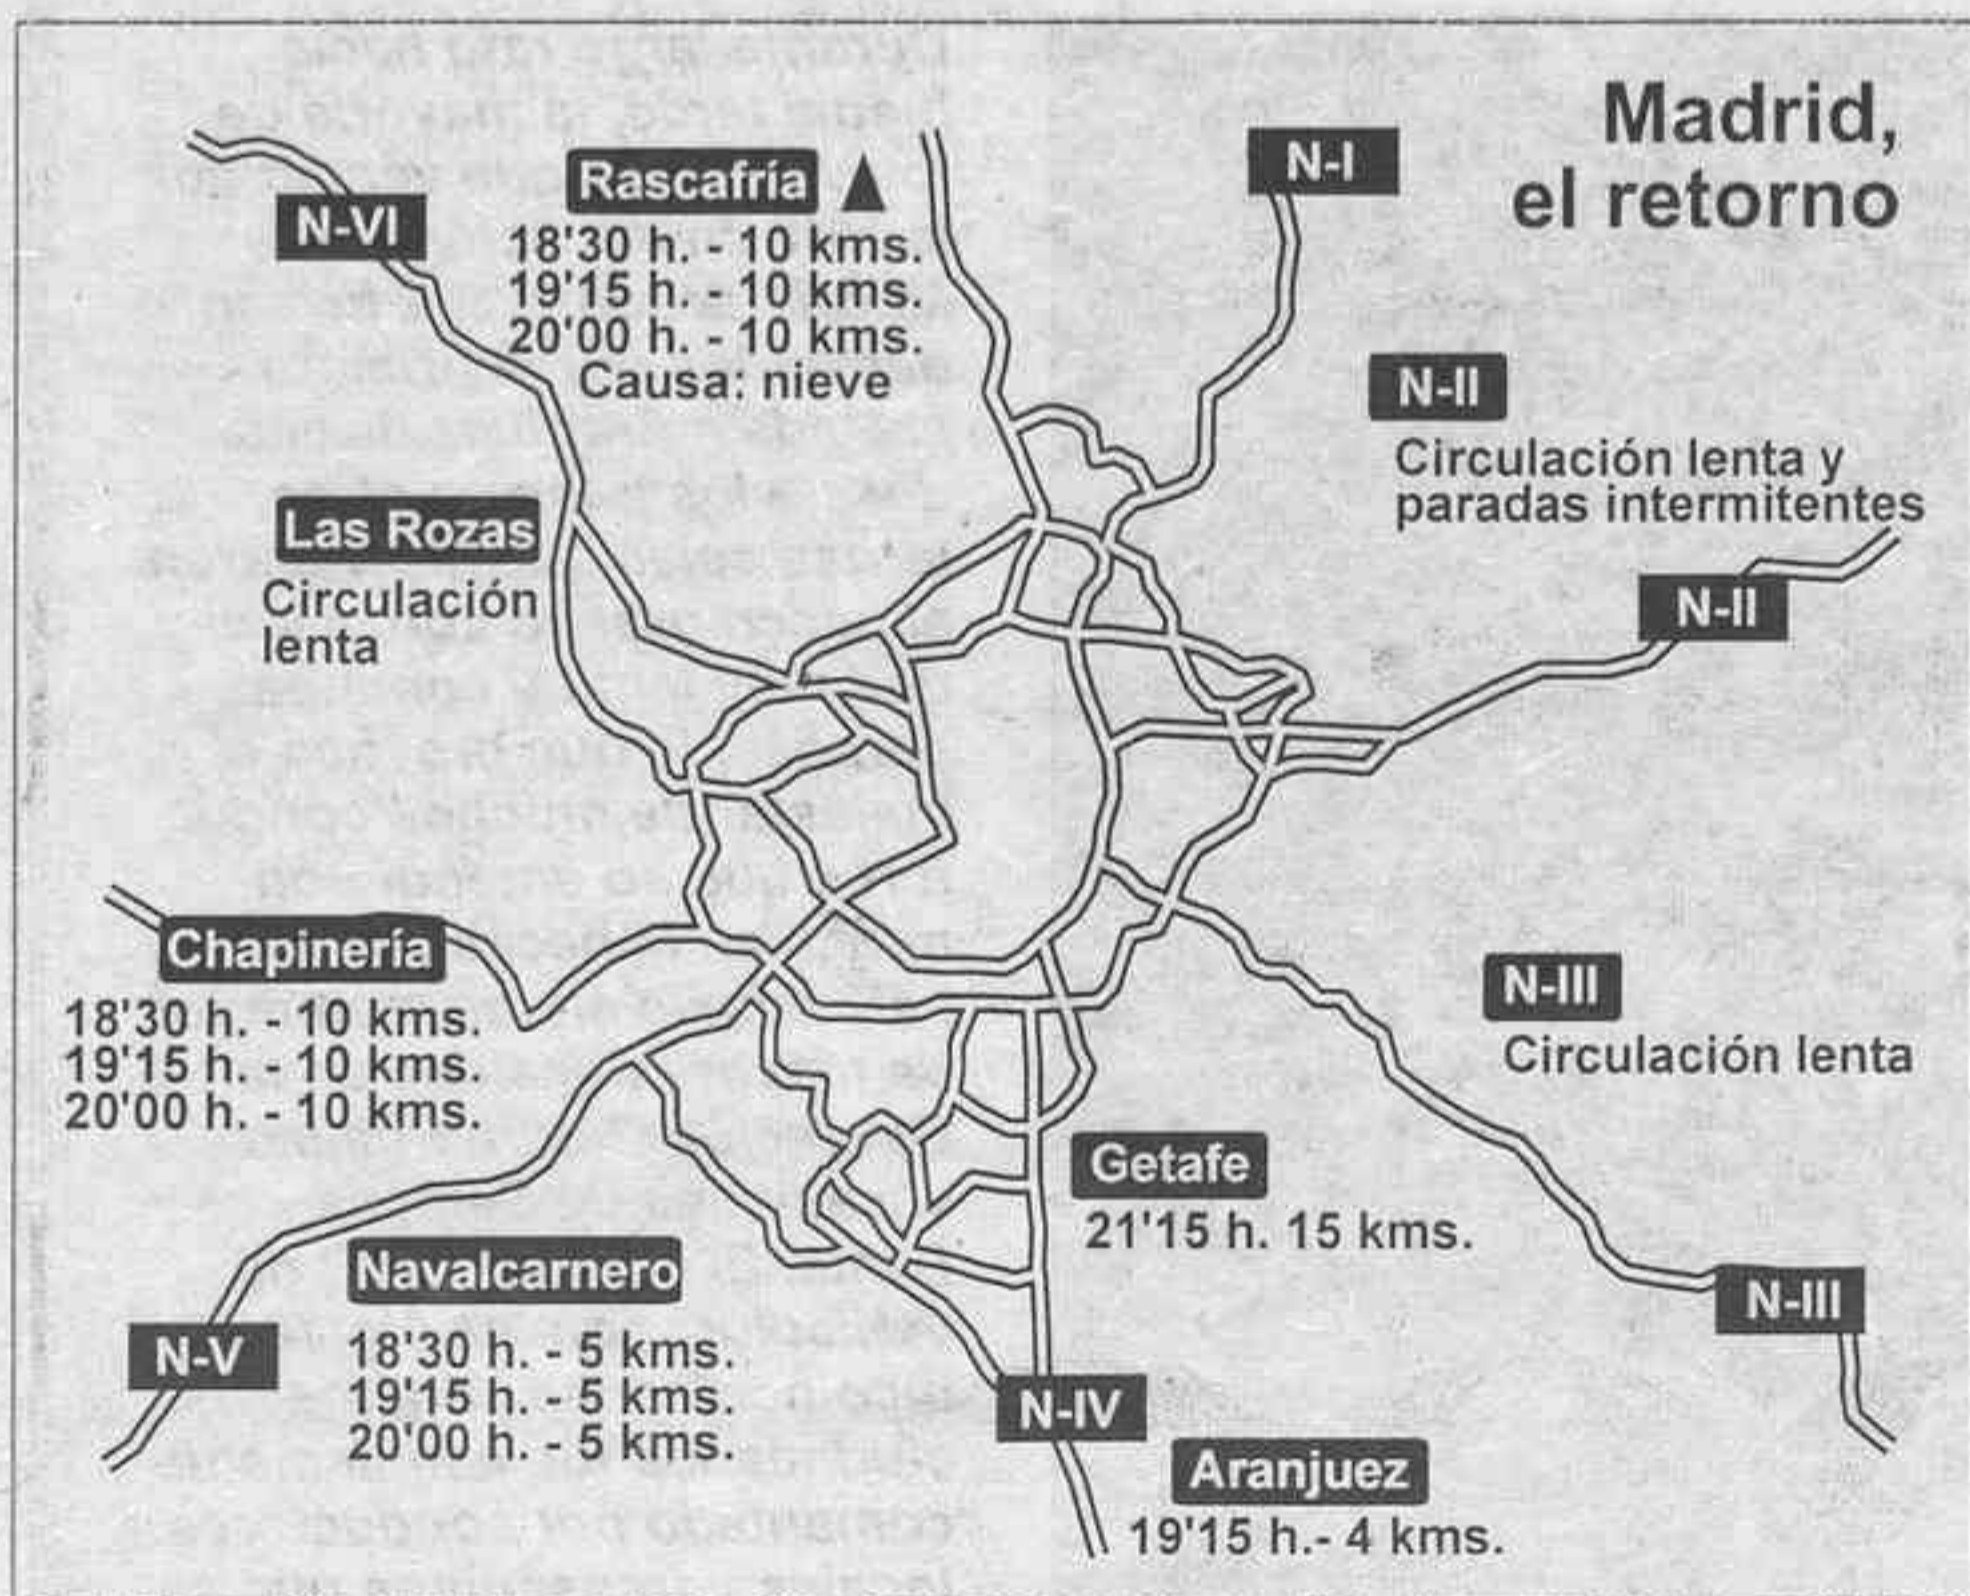 Madrid,
el retorno
N-VI
Rascafría
18'30 h. - 10 kms.
19'15 h. - 10 kms.
20'00 h. - 10 kms.
Causa: nieve
N-I
N-II
Circulación lenta y
paradas intermitentes
N-II
Las Rozas
Circulación
lenta
Chapinería
18'30 h. - 10 kms.
19'15 h. - 10 kms.
20'00 h. - 10 kms.
N-III
Circulación lenta
Getafe
21'15 h. 15 kms.
N-III
Navalcarnero
18'30 h. - 5 kms.
19'15 h. - 5 kms.
20'00 h. - 5 kms.
N-V
N-IV
Aranjuez
19'15 h.- 4 kms.